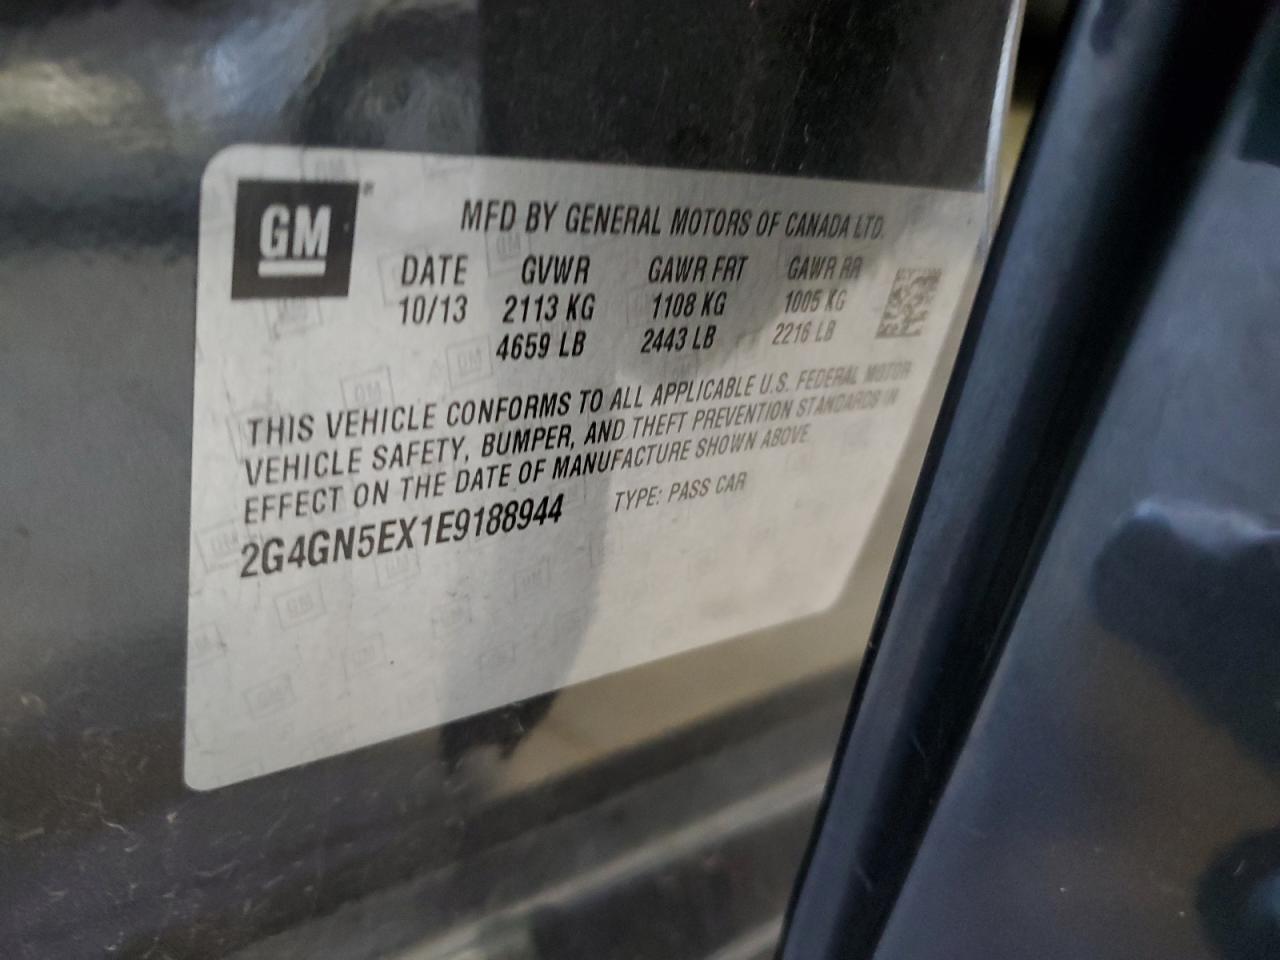 GM
MFD BY GENERAL MOTORS OF CANADA LTD.
DATE GVWR GAWR FRT GAWR RR
10/13 2113 KG 1108 KG 1005 KG
4659 LB 2443 LB 2216 LB
THIS VEHICLE CONFORMS TO ALL APPLICABLE U.S. FEDERAL MOTOR
VEHICLE SAFETY, BUMPER, AND THEFT PREVENTION STANDARDS IN
EFFECT ON THE DATE OF MANUFACTURE SHOWN ABOVE
2G4GN5EX1E9188944 TYPE: PASS CAR